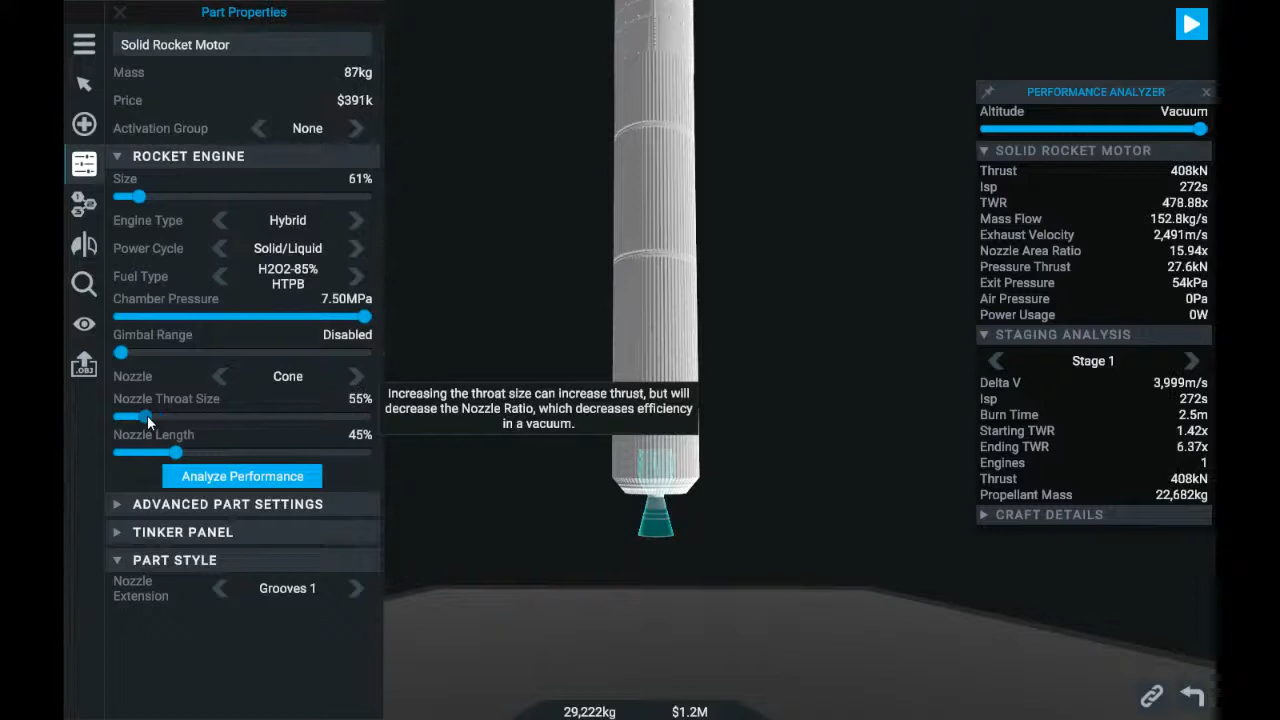 Part Properties
Solid Rocket Motor
Mass 87kg
Price $391k
Activation Group None
ROCKET ENGINE
Size 61%
Engine Type Hybrid
Power Cycle Solid/Liquid
Fuel Type H2O2-85%
HTPB
Chamber Pressure 7.50MPa
Gimbal Range Disabled
Nozzle Cone
Nozzle Throat Size 55%
Nozzle Length 45%
Analyze Performance
ADVANCED PART SETTINGS
TINKER PANEL
PART STYLE
Nozzle
Extension Grooves 1
.OBJ
Increasing the throat size can increase thrust, but will
decrease the Nozzle Ratio, which decreases efficiency
in a vacuum.
PERFORMANCE ANALYZER
Altitude Vacuum
SOLID ROCKET MOTOR
Thrust 408kN
Isp 272s
TWR 478.88x
Mass Flow 152.8kg/s
Exhaust Velocity 2,491m/s
Nozzle Area Ratio 15.94x
Pressure Thrust 27.6kN
Exit Pressure 54kPa
Air Pressure 0Pa
Power Usage 0W
STAGING ANALYSIS
Stage 1
Delta V 3,999m/s
Isp 272s
Burn Time 2.5m
Starting TWR 1.42x
Ending TWR 6.37x
Engines 1
Thrust 408kN
Propellant Mass 22,682kg
CRAFT DETAILS
29,222kg $1.2M